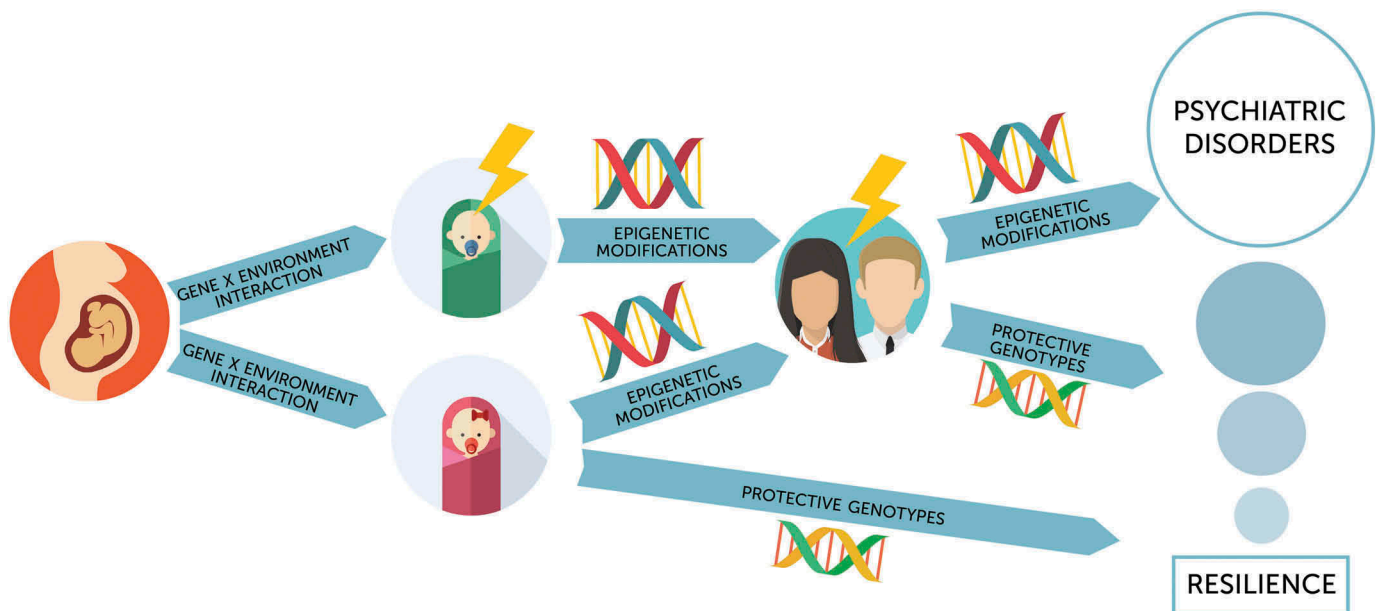 GENE X ENVIRONMENT
INTERACTION
GENE X ENVIRONMENT
INTERACTION
EPIGENETIC
MODIFICATIONS
EPIGENETIC
MODIFICATIONS
PROTECTIVE GENOTYPES
EPIGENETIC
MODIFICATIONS
PROTECTIVE
GENOTYPES
PSYCHIATRIC
DISORDERS
RESILIENCE